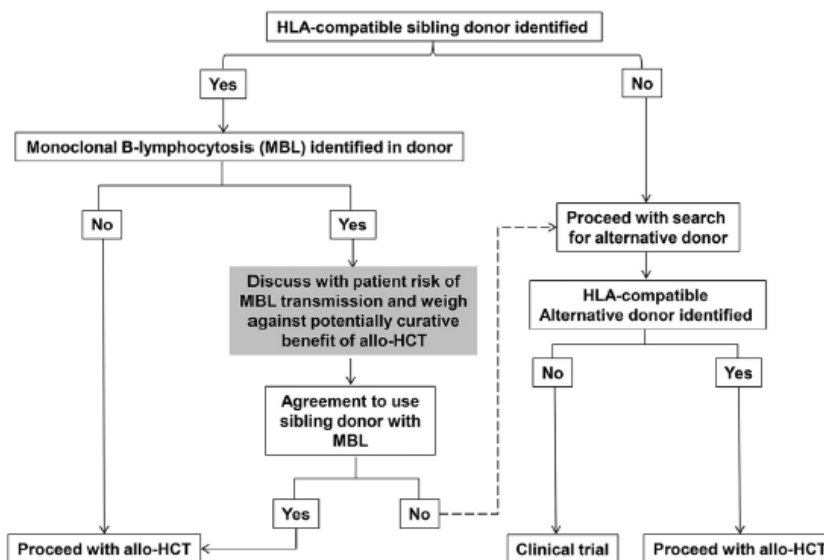 HLA-compatible sibling donor identified
Yes
No
Monoclonal B-lymphocytosis (MBL) identified in donor
No
Yes
Proceed with search
for alternative donor
Discuss with patient risk of
MBL transmission and weigh
against potentially curative
benefit of allo-HCT
HLA-compatible
Alternative donor identified
No
Yes
Agreement to use
sibling donor with
MBL
Yes
No
Proceed with allo-HCT
Clinical trial
Proceed with allo-HCT